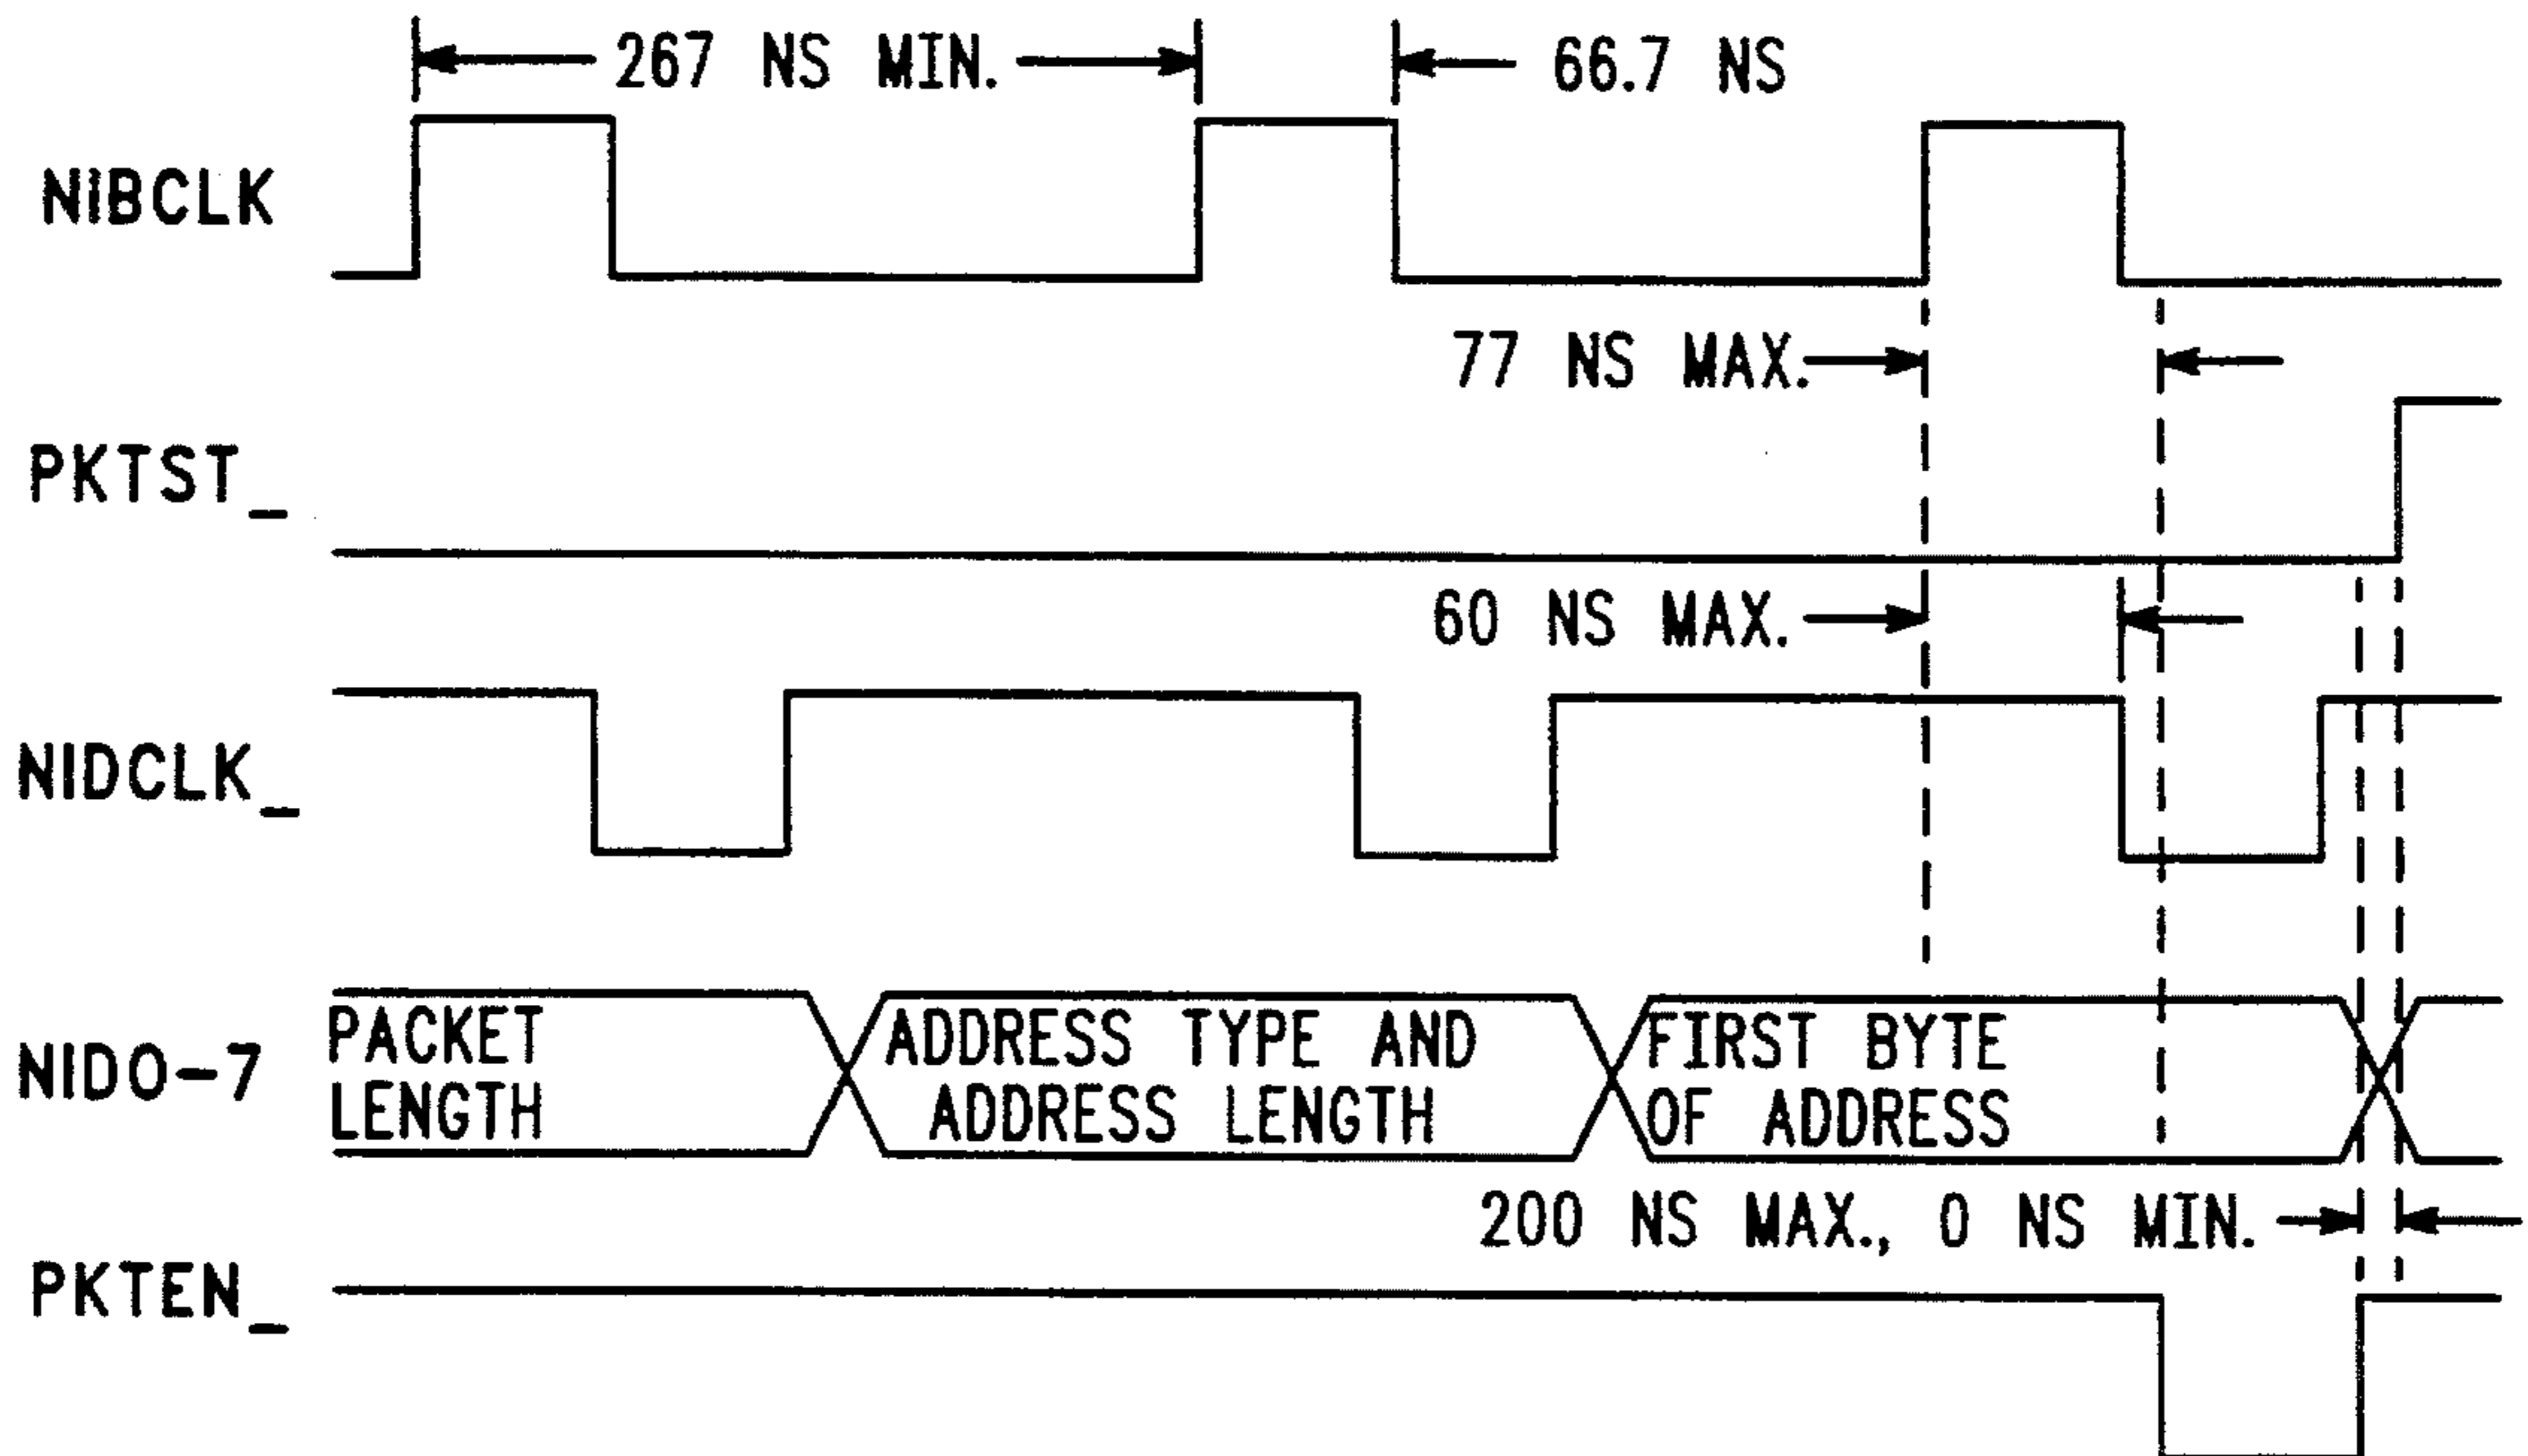 267 NS MIN.
66.7 NS
NIBCLK
77 NS MAX.
PKTST_
60 NS MAX.
NIDCLK_
NID0-7
PACKET
LENGTH
ADDRESS TYPE AND
ADDRESS LENGTH
FIRST BYTE
OF ADDRESS
200 NS MAX., 0 NS MIN.
PKTEN_